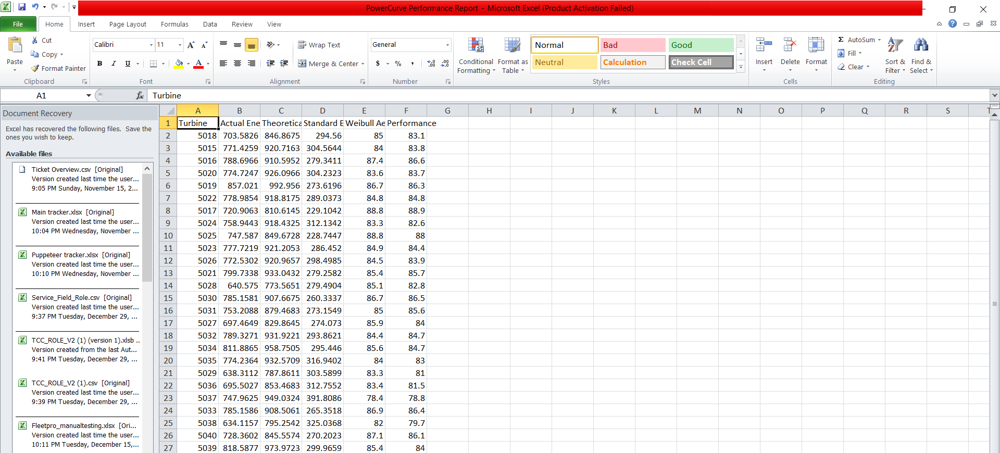 PowerCurve Performance Report - Microsoft Excel (Product Activation Failed)
File Home Insert Page Layout Formulas Data Review View
Cut
Copy
Format Painter
Paste
Clipboard
Calibri 11
B I U
Font
Wrap Text
Merge & Center
Alignment
General
$ % ,
Number
Conditional Formatting
Format as Table
Normal Bad Good
Neutral Calculation Check Cell
Styles
Insert Delete Format
Cells
Σ AutoSum
Fill
Clear
Sort & Filter
Find & Select
Editing
A1 fx Turbine
Document Recovery
Excel has recovered the following files. Save the
ones you wish to keep.
Available files
Ticket Overview.csv [Original]
Version created last time the user...
9:05 PM Sunday, November 15, 2...
Main tracker.xlsx [Original]
Version created last time the user...
10:04 PM Wednesday, November ...
Puppeteer tracker.xlsx [Original]
Version created last time the user...
10:10 PM Wednesday, November ...
Service_Field_Role.csv [Original]
Version created last time the user...
9:37 PM Tuesday, December 29, ...
TCC_ROLE_V2 (1) (version 1).xlsb ..
Version created from the last Aut...
9:41 PM Tuesday, December 29, ...
TCC_ROLE_V2 (1).csv [Original]
Version created last time the user...
9:39 PM Tuesday, December 29, ...
Fleetpro_manualtesting.xlsx [Ori...
Version created last time the user...
10:11 PM Tuesday, December 15,...
A B C D E F G H I J K L M N O P Q R S T
1 Turbine Actual Ene Theoretica Standard E Weibull Ae Performance
2 5018 703.5826 846.8675 294.56 85 83.1
3 5015 771.4259 920.7163 304.5644 84 83.8
4 5016 788.6966 910.5952 279.3411 87.4 86.6
5 5020 774.7247 926.0966 304.2323 83.6 83.7
6 5019 857.021 992.956 273.6196 86.7 86.3
7 5022 778.9854 918.8175 289.0373 84.8 84.8
8 5017 720.9063 810.6145 229.1042 88.8 88.9
9 5024 758.9443 918.4325 312.1342 83.3 82.6
10 5025 747.587 849.6728 228.7447 88.8 88
11 5023 777.7219 921.2053 286.452 84.9 84.4
12 5026 772.5302 920.9657 298.4985 84.5 83.9
13 5021 799.7338 933.0432 279.2582 85.4 85.7
14 5028 640.575 773.5651 279.4904 85.1 82.8
15 5030 785.1581 907.6675 260.3337 86.7 86.5
16 5031 753.2088 879.4683 273.1549 85 85.6
17 5027 697.4649 829.8645 274.073 85.9 84
18 5032 789.3271 931.9221 293.8621 84.4 84.7
19 5034 811.8865 958.7505 295.446 85.6 84.7
20 5035 774.2364 932.5709 316.9402 84 83
21 5029 638.3112 787.8611 303.5899 83.3 81
22 5036 695.5027 853.4683 312.7552 83.4 81.5
23 5037 747.9625 949.0324 391.8086 78.4 78.8
24 5033 785.1586 908.5061 265.3518 86.9 86.4
25 5038 634.1157 795.2542 325.0368 82 79.7
26 5040 728.3602 845.5574 270.2023 87.1 86.1
27 5039 818.5877 973.9723 299.9659 85.4 84